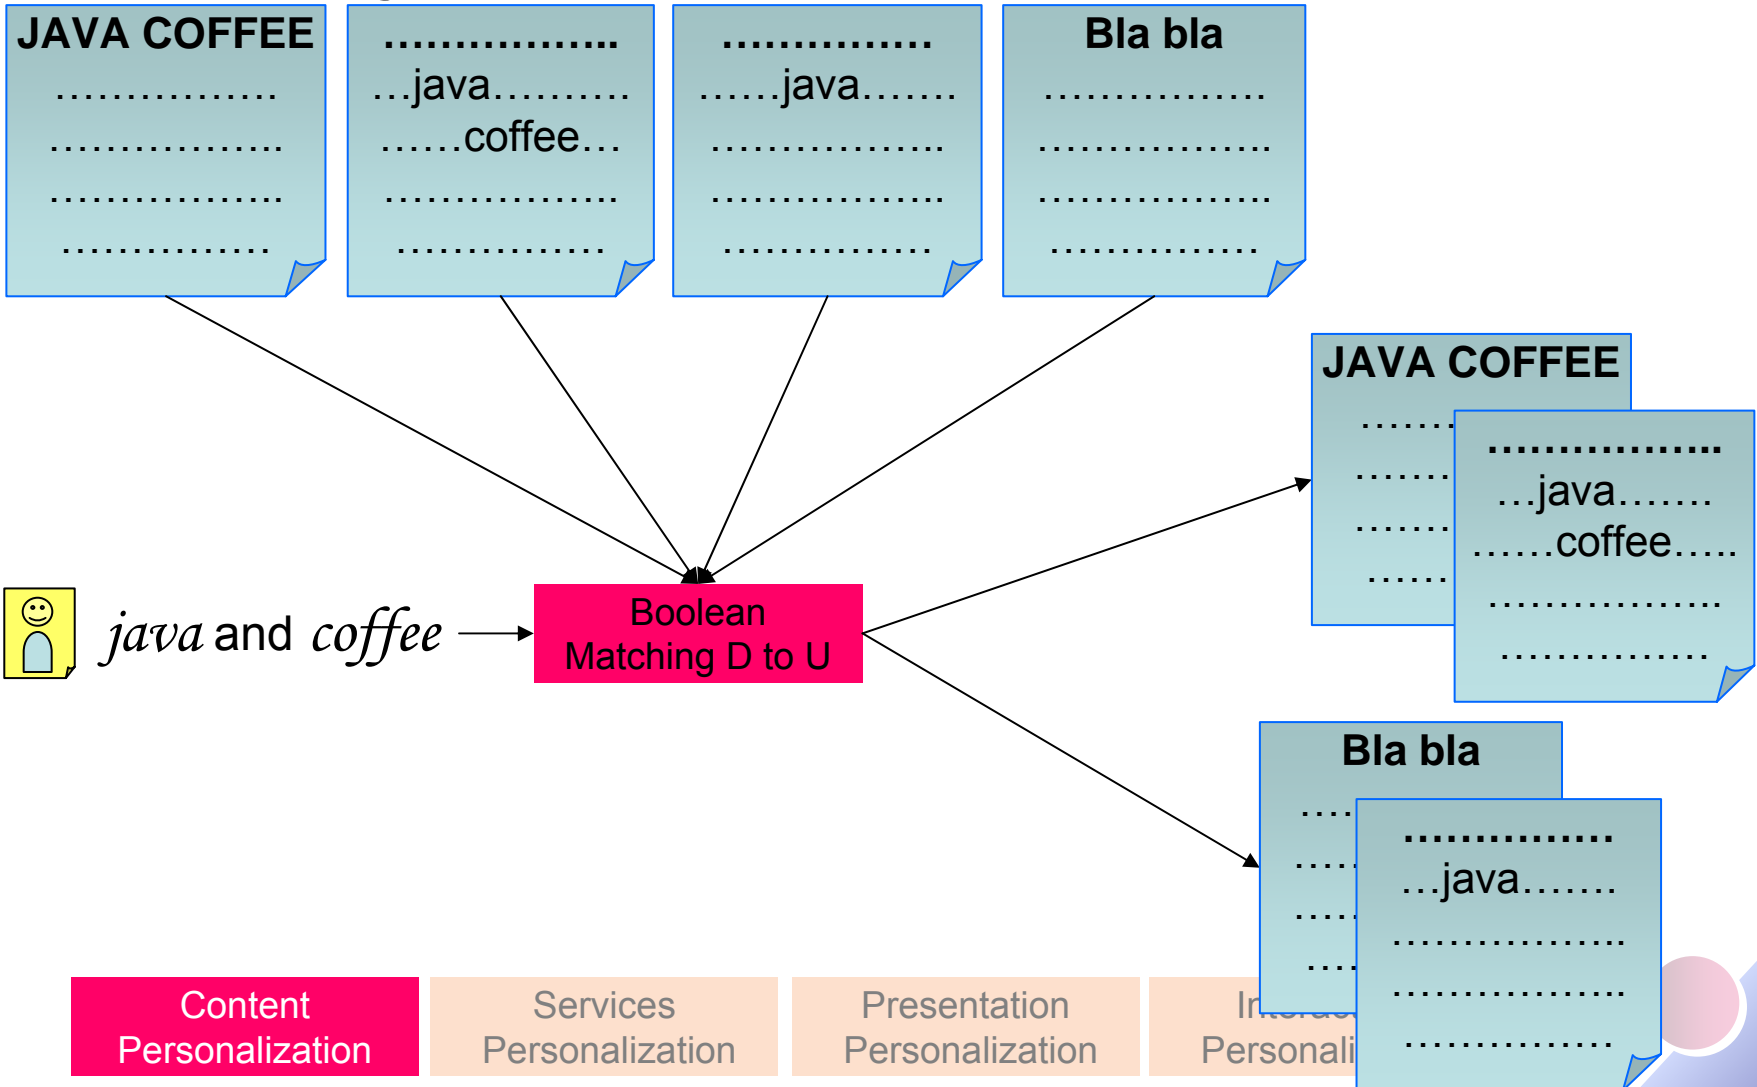 JAVA COFFEE
…………….
……………..
……………..
……………
……………..
…java……….
……coffee…
……………..
……………
……………
……java…….
……………..
……………..
……………
Bla bla
…………….
……………..
……………..
……………
JAVA COFFEE
……………..
…java…….
……coffee…..
……………..
……………
java and coffee
Boolean
Matching D to U
Bla bla
……………
…java…….
……………..
……………..
……………
Content
Personalization
Services
Personalization
Presentation
Personalization